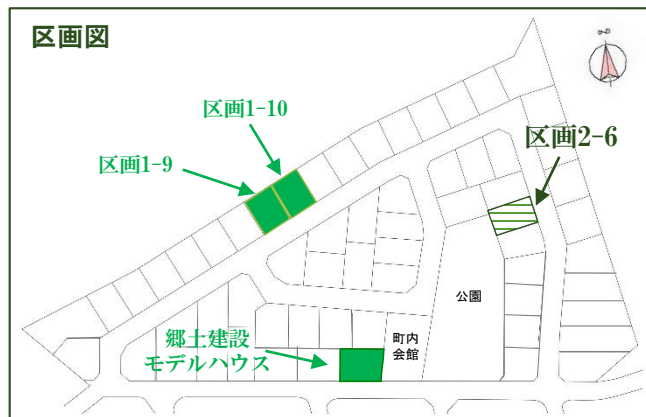 区画図
区画1-10
区画1-9
区画2-6
公園
町内
会館
郷土建設
モデルハウス